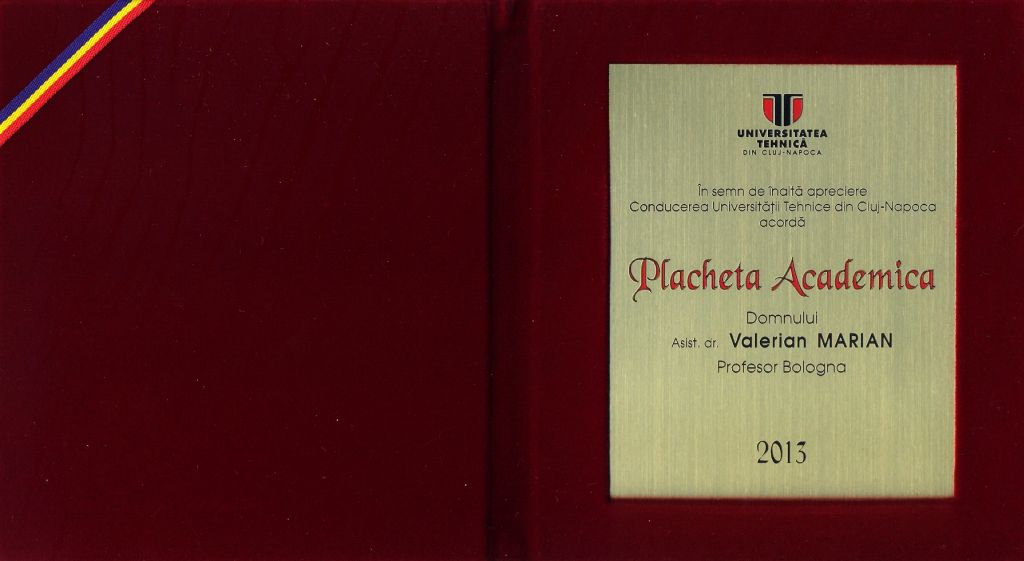 UNIVERSITATEA
TEHNICĂ
DIN CLUJ-NAPOCA
În semn de înaltă apreciere
Conducerea Universităţii Tehnice din Cluj-Napoca
acordă
Placheta Academica
Domnului
Asist. dr. Valerian MARIAN
Profesor Bologna
2013